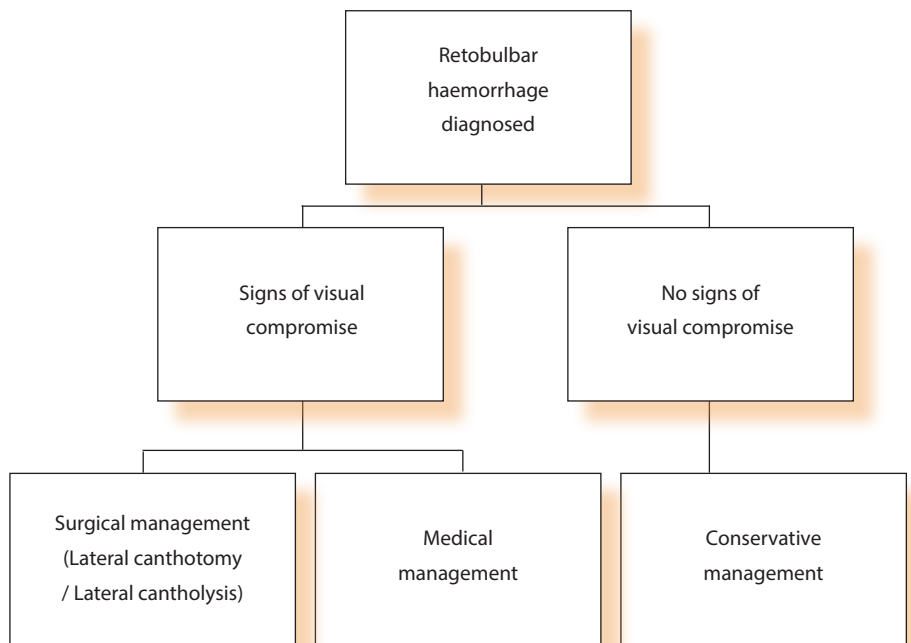 Retobulbar
haemorrhage
diagnosed
Signs of visual
compromise
No signs of
visual compromise
Surgical management
(Lateral canthotomy
/ Lateral cantholysis)
Medical
management
Conservative
management